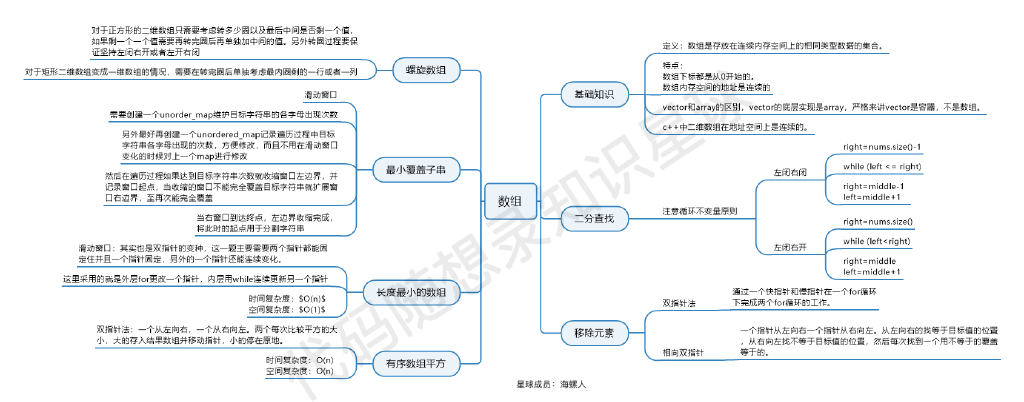 对于正方形的二维数组只需要考虑转多少圈以及最后中间是否剩一个值,
如果剩一个一个值需要再转完圈后再单独加中间的值。另外转圈过程要保
证坚持左闭右开或者左开右闭
对于矩形二维数组变成一维数组的情况，需要在转完圈后单独考虑最内圈剩的一行或者一列
螺旋数组
滑动窗口
需要创建一个unorder_map维护目标字符串的各字母出现次数
另外最好再创建一个unordered_map记录遍历过程中目标
字符串各字母出现的次数，方便修改，而且不用在滑动窗口
变化的时候对上一个map进行修改
然后在遍历过程如果达到目标字符串次数就收缩窗口左边界，并
记录窗口起点，当收缩的窗口不能完全覆盖目标字符串就扩展窗
口右边界，至再次能完全覆盖
当右窗口到达终点，左边界收缩完成，
将此时的起点用于分割字符串
最小覆盖子串
滑动窗口：其实也是双指针的变种，这一题主要需要两个指针都能固
定住并且一个指针固定，另外的一个指针还能连续变化。
这里采用的就是外层for更改一个指针，内层用while连续更新另一个指针
时间复杂度：$O(n)$
空间复杂度：$O(1)$
长度最小的数组
双指针法：一个从左向右，一个从右向左。两个每次比较平方的大
小，大的存入结果数组并移动指针，小的停在原地。
时间复杂度：O(n)
空间复杂度：O(n)
有序数组平方
数组
基础知识
定义：数组是存放在连续内存空间上的相同类型数据的集合。
特点：
数组下标都是从0开始的。
数组内存空间的地址是连续的
vector和array的区别，vector的底层实现是array，严格来讲vector是容器，不是数组。
c++中二维数组在地址空间上是连续的。
二分查找
注意循环不变量原则
左闭右闭
right=nums.size()-1
while (left <= right)
right=middle-1
left=middle+1
左闭右开
right=nums.size()
while (left<right)
right=middle
left=middle+1
移除元素
双指针法
通过一个快指针和慢指针在一个for循环
下完成两个for循环的工作。
相向双指针
一个指针从左向右一个指针从右向左。从左向右的找等于目标值的位置
，从右向左找不等于目标值的位置，然后每次找到一个用不等于的覆盖
等于的。
星球成员：海螺人
代码随想录知识星球